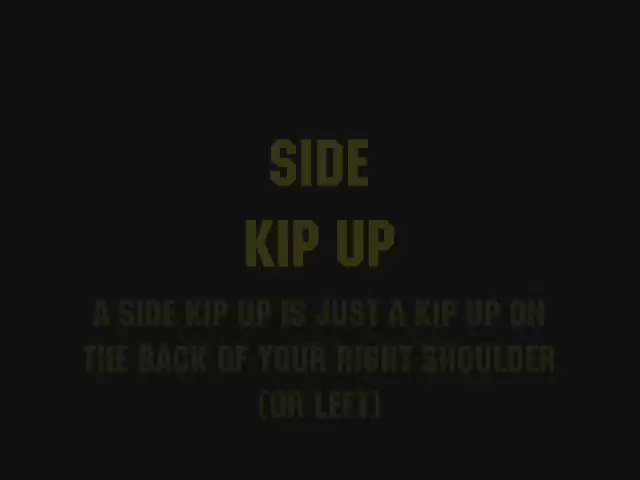 SIDE
KIP UP
A SIDE KIP UP IS JUST A KIP UP ON
THE BACK OF YOUR RIGHT SHOULDER
(OR LEFT)